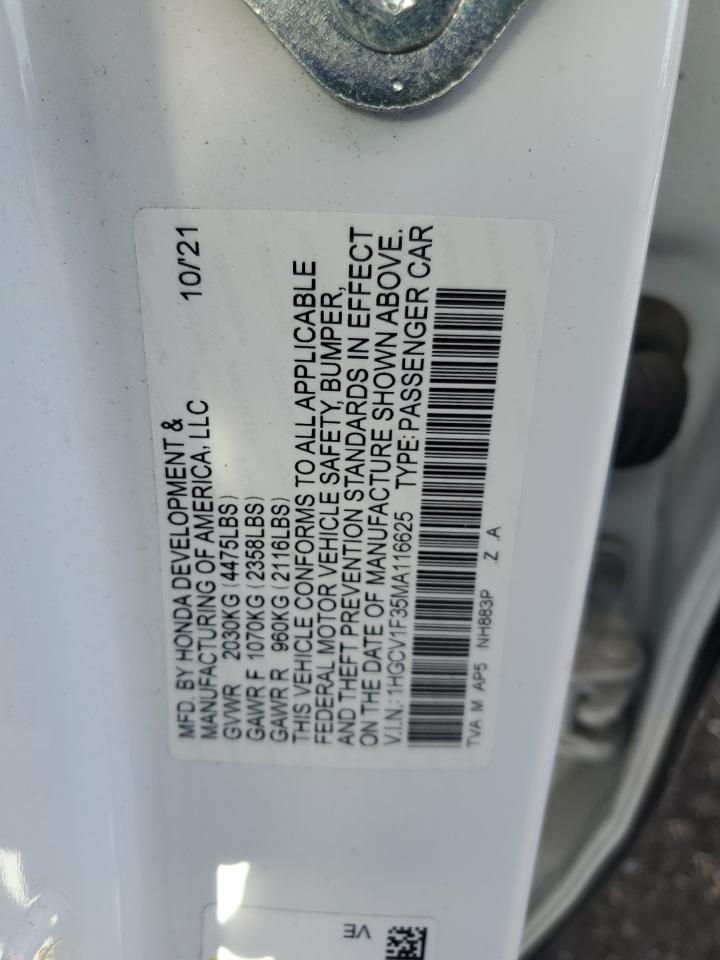 MFD. BY HONDA DEVELOPMENT & 10/'21
MANUFACTURING OF AMERICA, LLC
GVWR 2030KG (4475LBS)
GAWR F 1070KG (2358LBS)
GAWR R 960KG (2116LBS)
THIS VEHICLE CONFORMS TO ALL APPLICABLE
FEDERAL MOTOR VEHICLE SAFETY, BUMPER,
AND THEFT PREVENTION STANDARDS IN EFFECT
ON THE DATE OF MANUFACTURE SHOWN ABOVE.
V.I.N.: 1HGCV1F35MA116625 TYPE: PASSENGER CAR
TVA M AP5 NH883P Z A
VE